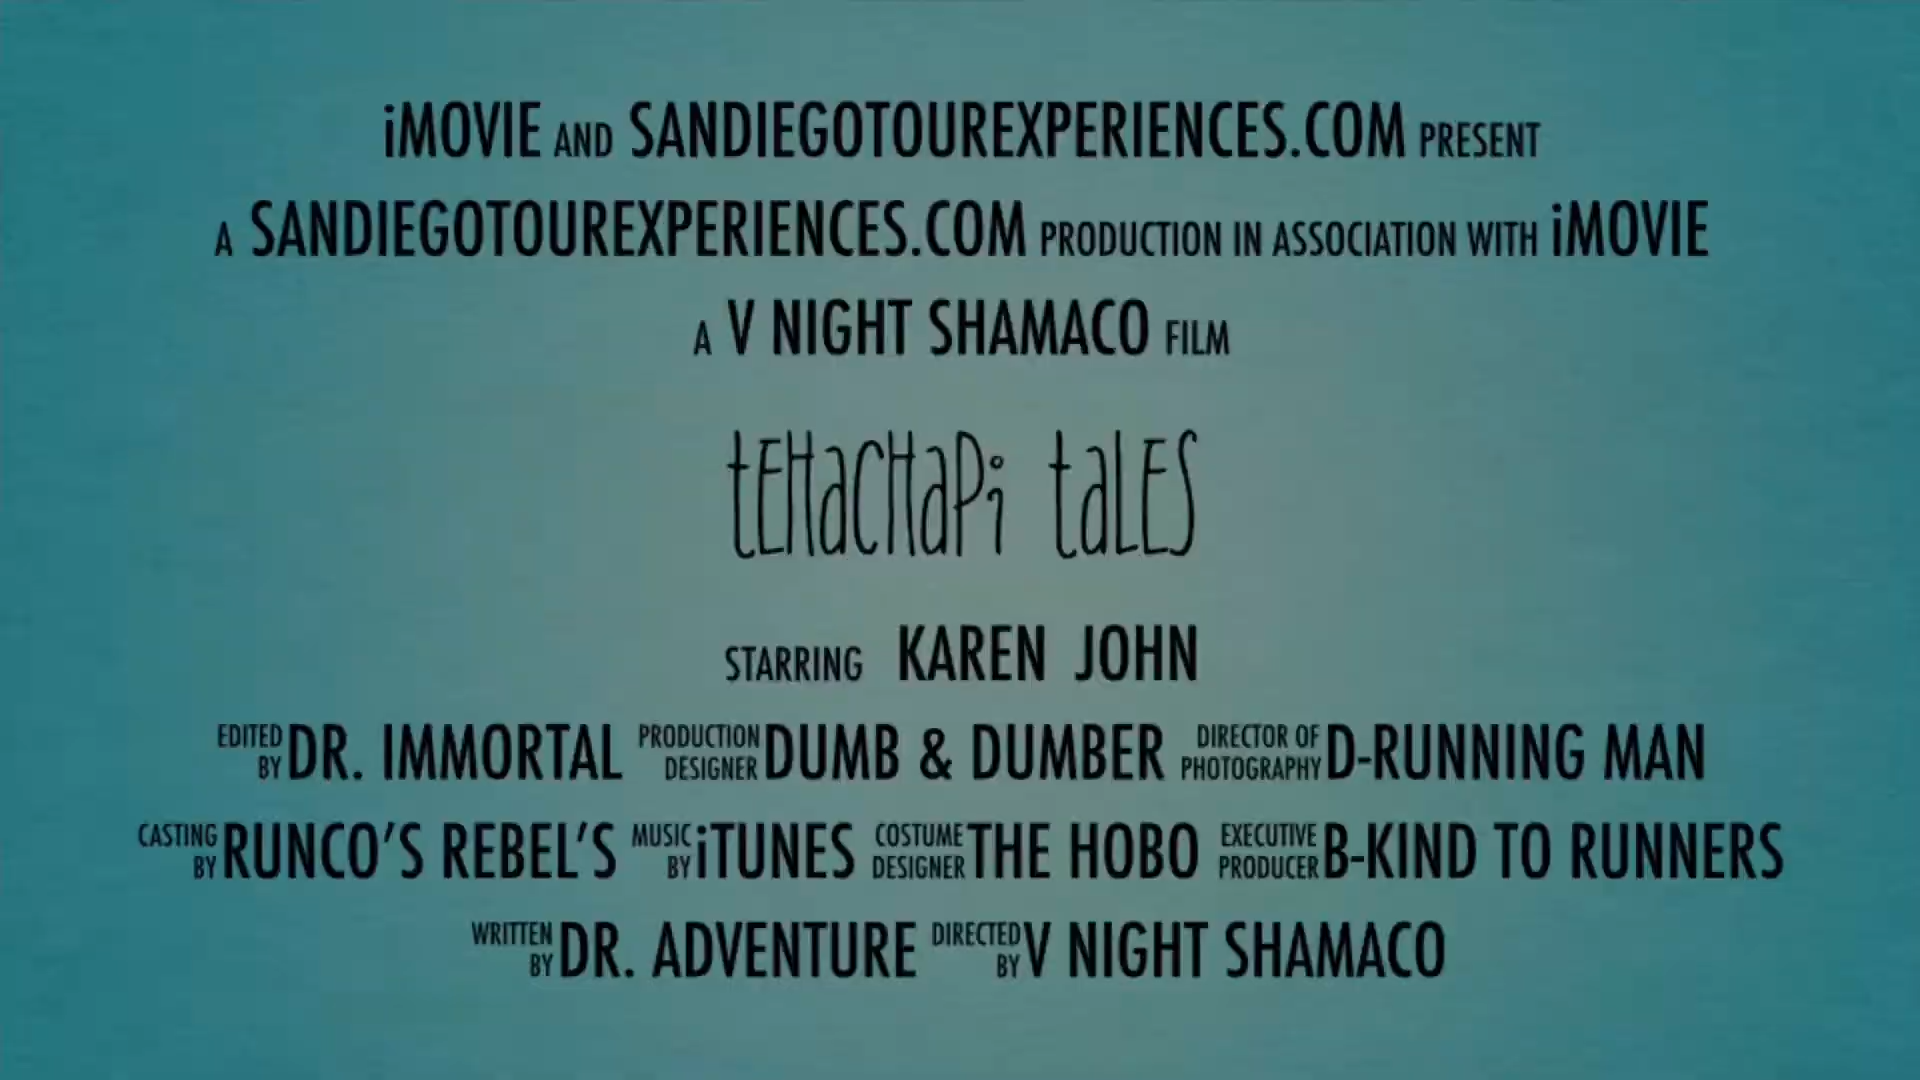 iMOVIE AND SANDIEGOTOUREXPERIENCES.COM PRESENT
A SANDIEGOTOUREXPERIENCES.COM PRODUCTION IN ASSOCIATION WITH iMOVIE
A V NIGHT SHAMACO FILM
tEHaCHaPi taLES
STARRING KAREN JOHN
EDITED BY DR. IMMORTAL PRODUCTION DESIGNER DUMB & DUMBER DIRECTOR OF PHOTOGRAPHY D-RUNNING MAN
CASTING BY RUNCO'S REBEL'S MUSIC BY iTUNES COSTUME DESIGNER THE HOBO EXECUTIVE PRODUCER B-KIND TO RUNNERS
WRITTEN BY DR. ADVENTURE DIRECTED BY V NIGHT SHAMACO